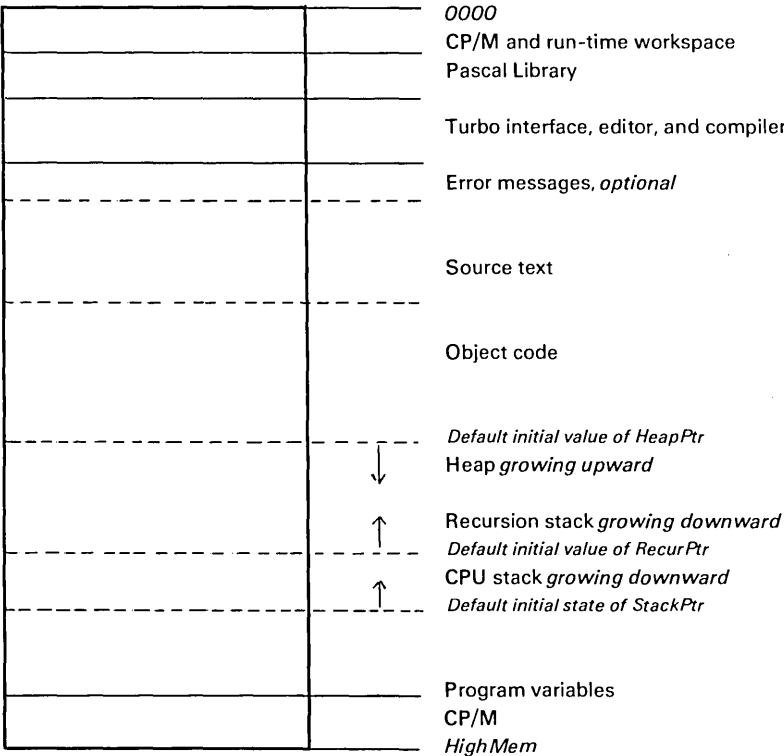 0000
CP/M and run-time workspace
Pascal Library
Turbo interface, editor, and compiler
Error messages, optional
Source text
Object code
Default initial value of HeapPtr
Heap growing upward
Recursion stack growing downward
Default initial value of RecurPtr
CPU stack growing downward
Default initial state of StackPtr
Program variables
CP/M
HighMem